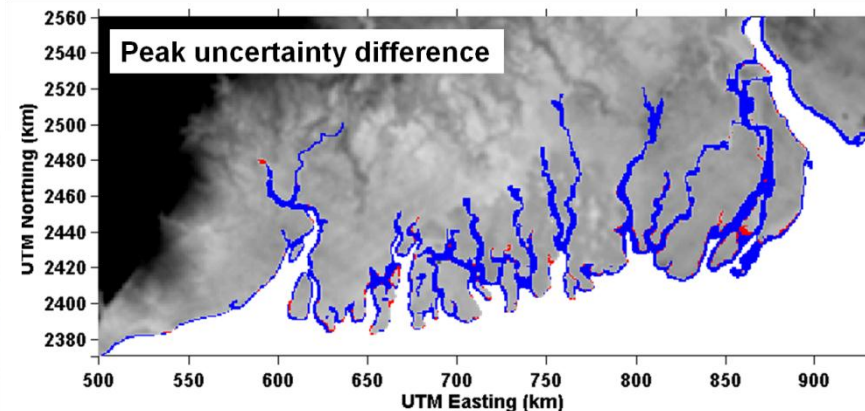 Peak uncertainty difference
UTM Northing (km)
2560
2540
2520
2500
2480
2460
2440
2420
2400
2380
500 550 600 650 700 750 800 850 900
UTM Easting (km)